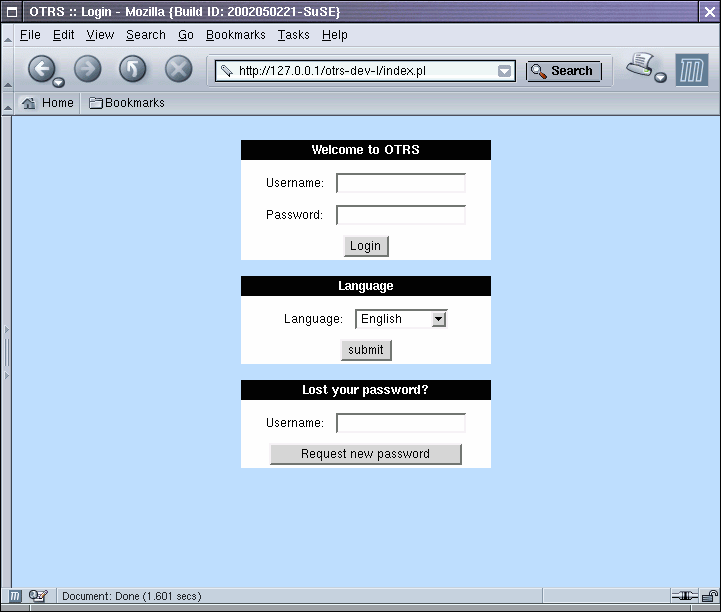 OTRS :: Login - Mozilla {Build ID: 2002050221-SuSE}
File Edit View Search Go Bookmarks Tasks Help
http://127.0.0.1/otrs-dev-l/index.pl Search
Home Bookmarks
Welcome to OTRS
Username:
Password:
Login
Language
Language: English
submit
Lost your password?
Username:
Request new password
Document: Done (1.601 secs)